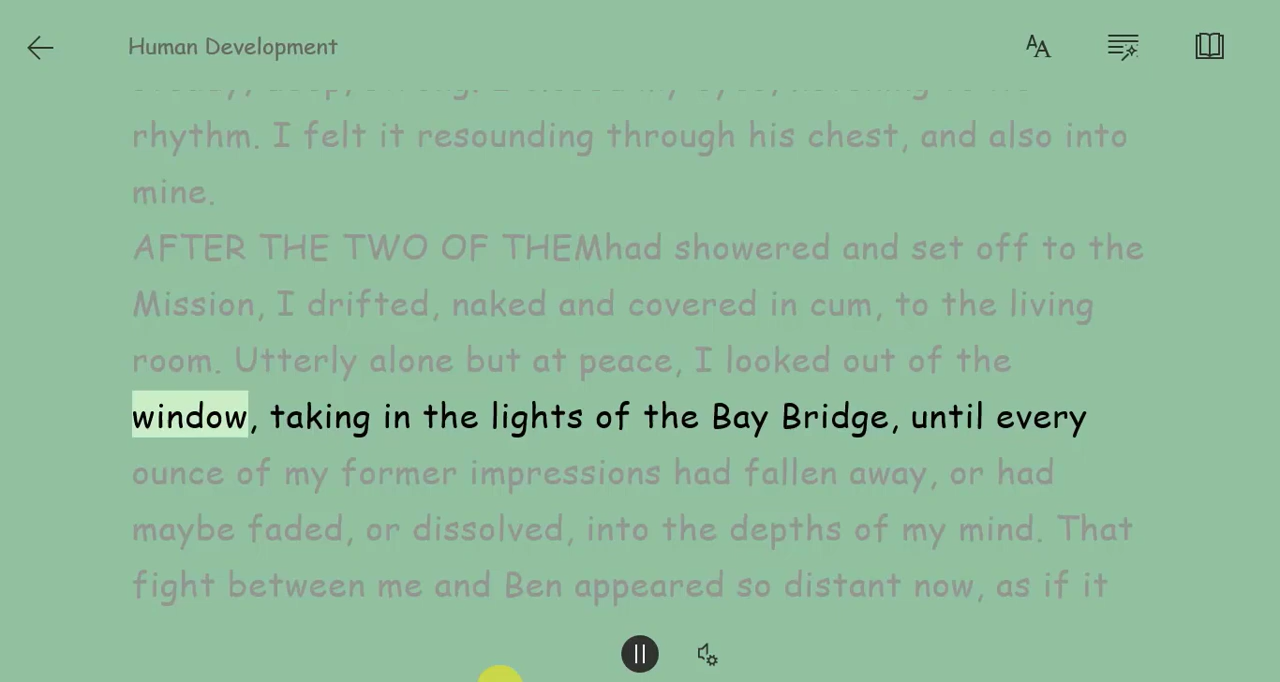 Human Development
rhythm. I felt it resounding through his chest, and also into
mine.
AFTER THE TWO OF THEMhad showered and set off to the
Mission, I drifted, naked and covered in cum, to the living
room. Utterly alone but at peace, I looked out of the
window, taking in the lights of the Bay Bridge, until every
ounce of my former impressions had fallen away, or had
maybe faded, or dissolved, into the depths of my mind. That
fight between me and Ben appeared so distant now, as if it